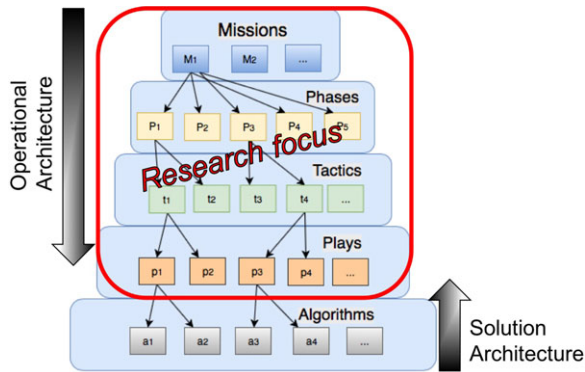 Missions
M1 M2 ...
Phases
P1 P2 P3 P4 P5
Research focus
Tactics
t1 t2 t3 t4 ...
Plays
p1 p2 p3 p4 ...
Algorithms
a1 a2 a3 a4 ...
Operational
Architecture
Solution
Architecture